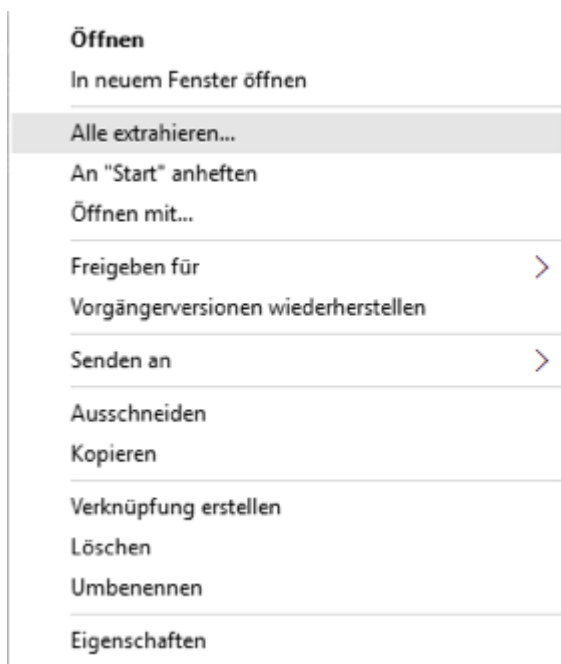 Öffnen
In neuem Fenster öffnen
Alle extrahieren...
An "Start" anheften
Öffnen mit...
Freigeben für
Vorgängerversionen wiederherstellen
Senden an
Ausschneiden
Kopieren
Verknüpfung erstellen
Löschen
Umbenennen
Eigenschaften